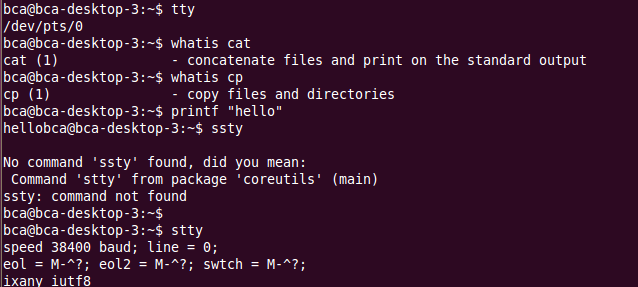 bca@bca-desktop-3:~$ tty
/dev/pts/0
bca@bca-desktop-3:~$ whatis cat
cat (1)              - concatenate files and print on the standard output
bca@bca-desktop-3:~$ whatis cp
cp (1)               - copy files and directories
bca@bca-desktop-3:~$ printf "hello"
hellobca@bca-desktop-3:~$ ssty
No command 'ssty' found, did you mean:
 Command 'stty' from package 'coreutils' (main)
ssty: command not found
bca@bca-desktop-3:~$
bca@bca-desktop-3:~$ stty
speed 38400 baud; line = 0;
eol = M-^?; eol2 = M-^?; swtch = M-^?;
ixany iutf8